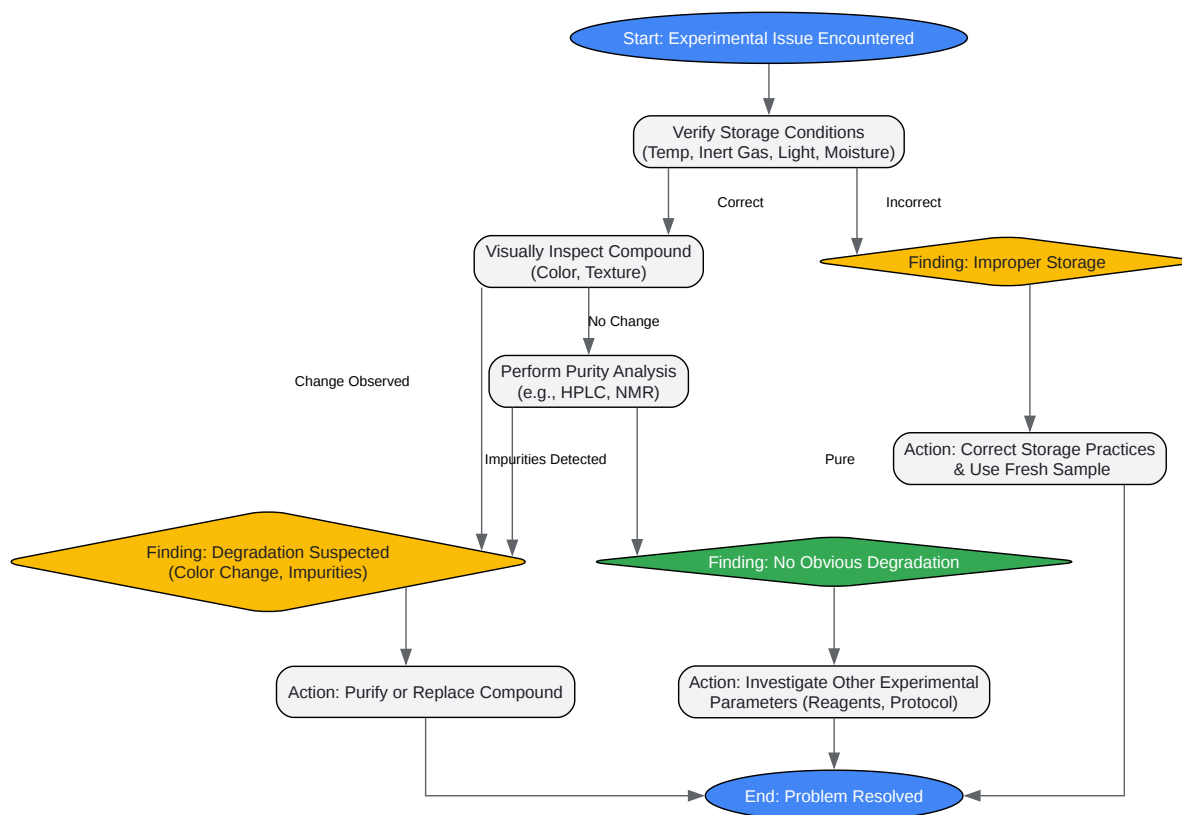 Start: Experimental Issue Encountered
Verify Storage Conditions
(Temp, Inert Gas, Light, Moisture)
Correct
Incorrect
Visually Inspect Compound
(Color, Texture)
Finding: Improper Storage
No Change
Perform Purity Analysis
(e.g., HPLC, NMR)
Change Observed
Impurities Detected
Pure
Action: Correct Storage Practices
& Use Fresh Sample
Finding: Degradation Suspected
(Color Change, Impurities)
Finding: No Obvious Degradation
Action: Purify or Replace Compound
Action: Investigate Other Experimental
Parameters (Reagents, Protocol)
End: Problem Resolved